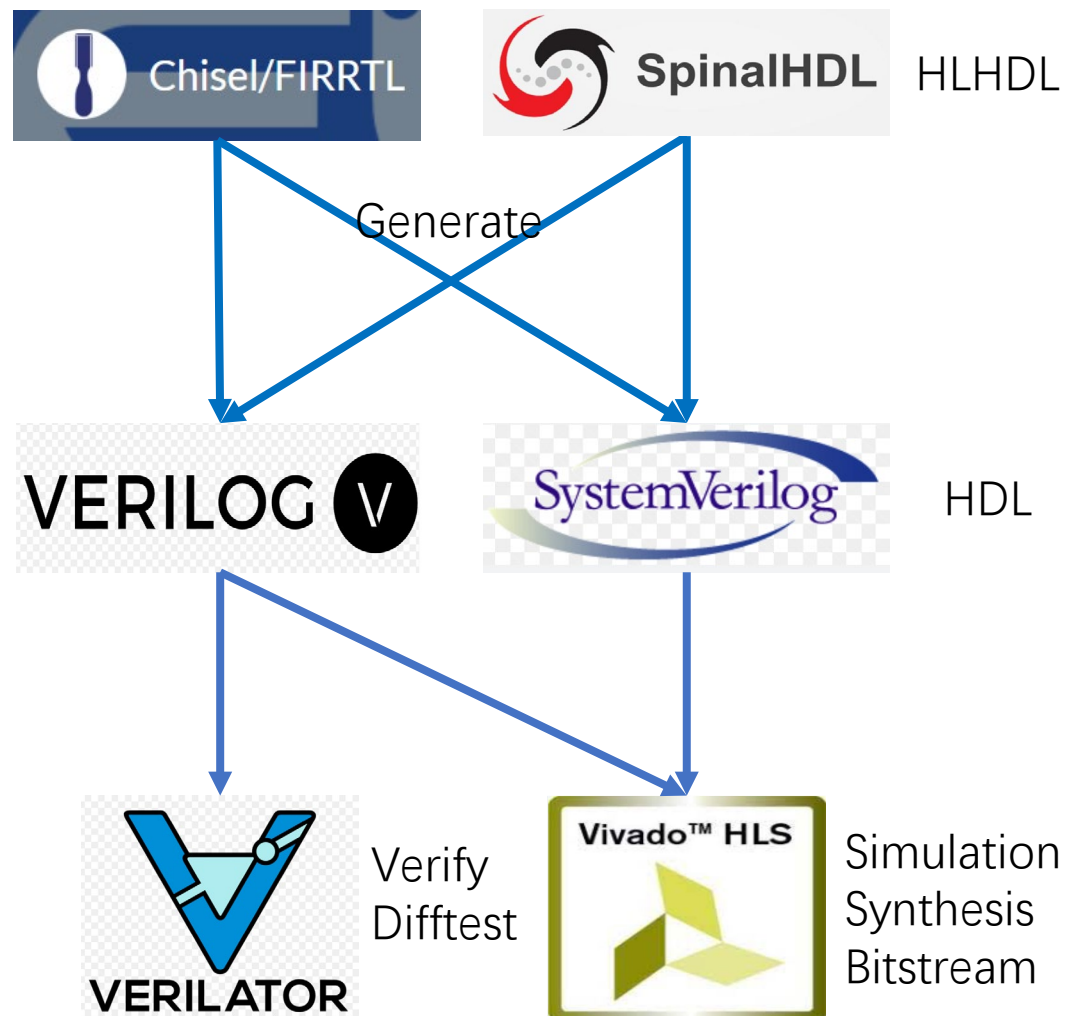 Chisel/FIRRTL
SpinalHDL
HLHDL
Generate
VERILOG V
SystemVerilog
HDL
Vivado™ HLS
Verify
Difftest
Simulation
Synthesis
Bitstream
VERILATOR